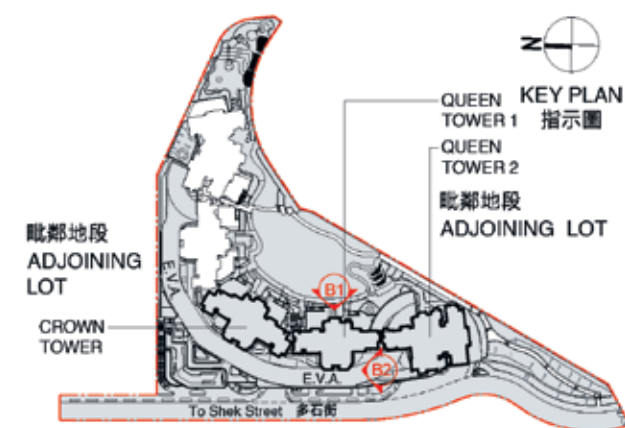 N
KEY PLAN
指示圖
QUEEN
TOWER 1
QUEEN
TOWER 2
毗鄰地段
ADJOINING LOT
毗鄰地段
ADJOINING
LOT
E.V.A.
B1
CROWN
TOWER
B2
E.V.A.
To Shek Street 多石街